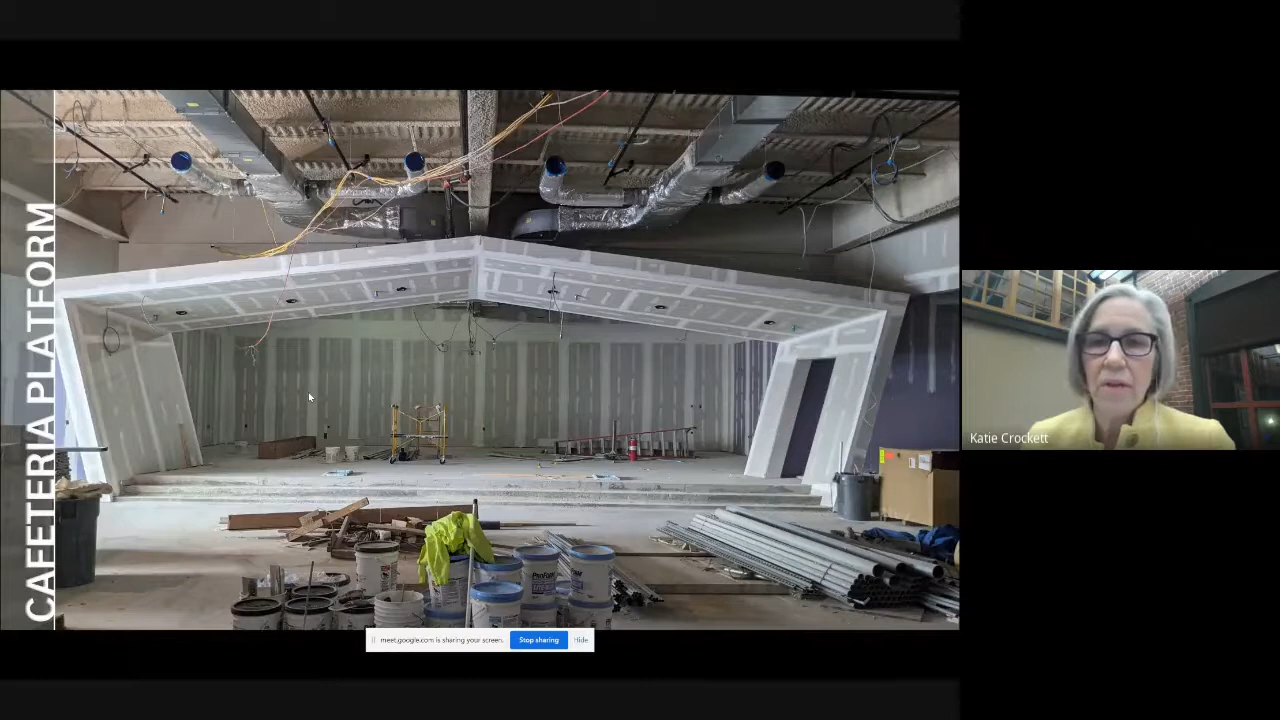 CAFETERIA PLATFORM
Katie Crockett
meet.google.com is sharing your screen.
Stop sharing
Hide